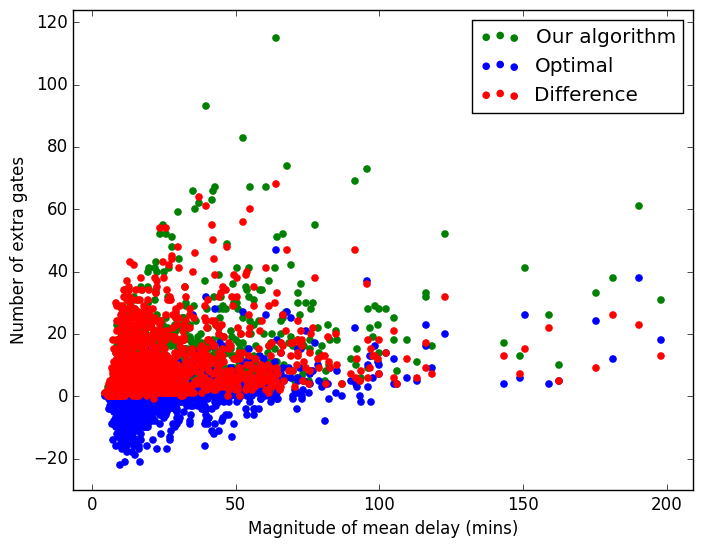 120
100
80
60
40
20
0
−20
Number of extra gates
0 50 100 150 200
Magnitude of mean delay (mins)
Our algorithm
Optimal
Difference